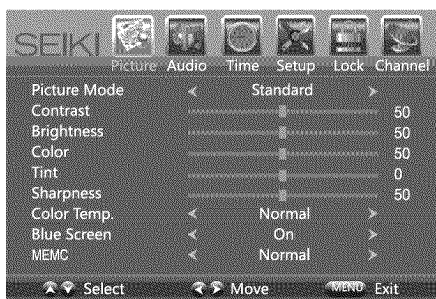 SEIKI
Picture Audio Time Setup Lock Channel
Picture Mode Standard
Contrast 50
Brightness 50
Color 50
Tint 0
Sharpness 50
Color Temp. Normal
Blue Screen On
MEMC Normal
Select Move MENU Exit